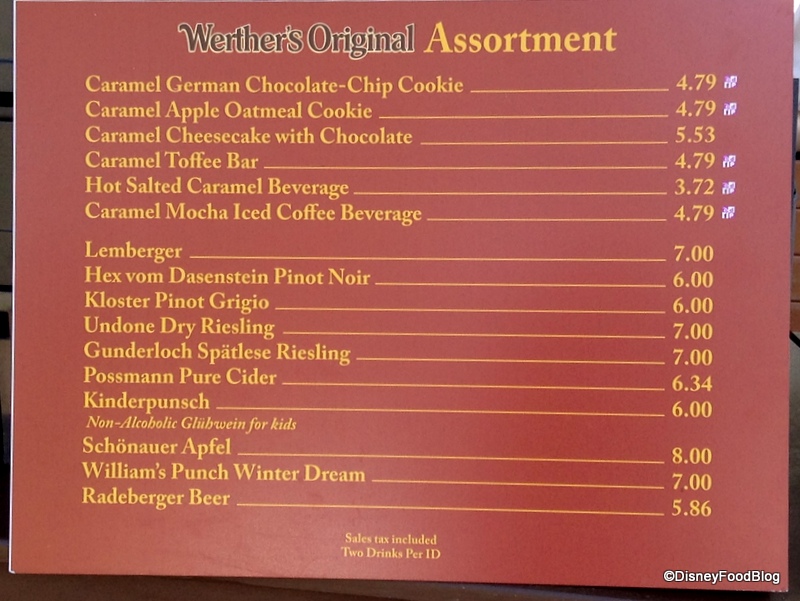 Werther's Original Assortment
Caramel German Chocolate-Chip Cookie 4.79
Caramel Apple Oatmeal Cookie 4.79
Caramel Cheesecake with Chocolate 5.53
Caramel Toffee Bar 4.79
Hot Salted Caramel Beverage 3.72
Caramel Mocha Iced Coffee Beverage 4.79
Lemberger 7.00
Hex vom Dasenstein Pinot Noir 6.00
Kloster Pinot Grigio 6.00
Undone Dry Riesling 7.00
Gunderloch Spätlese Riesling 7.00
Possmann Pure Cider 6.34
Kinderpunsch 6.00
Non-Alcoholic Glühwein for kids
Schönauer Apfel 8.00
William's Punch Winter Dream 7.00
Radeberger Beer 5.86
Sales tax included
Two Drinks Per ID
©DisneyFoodBlog